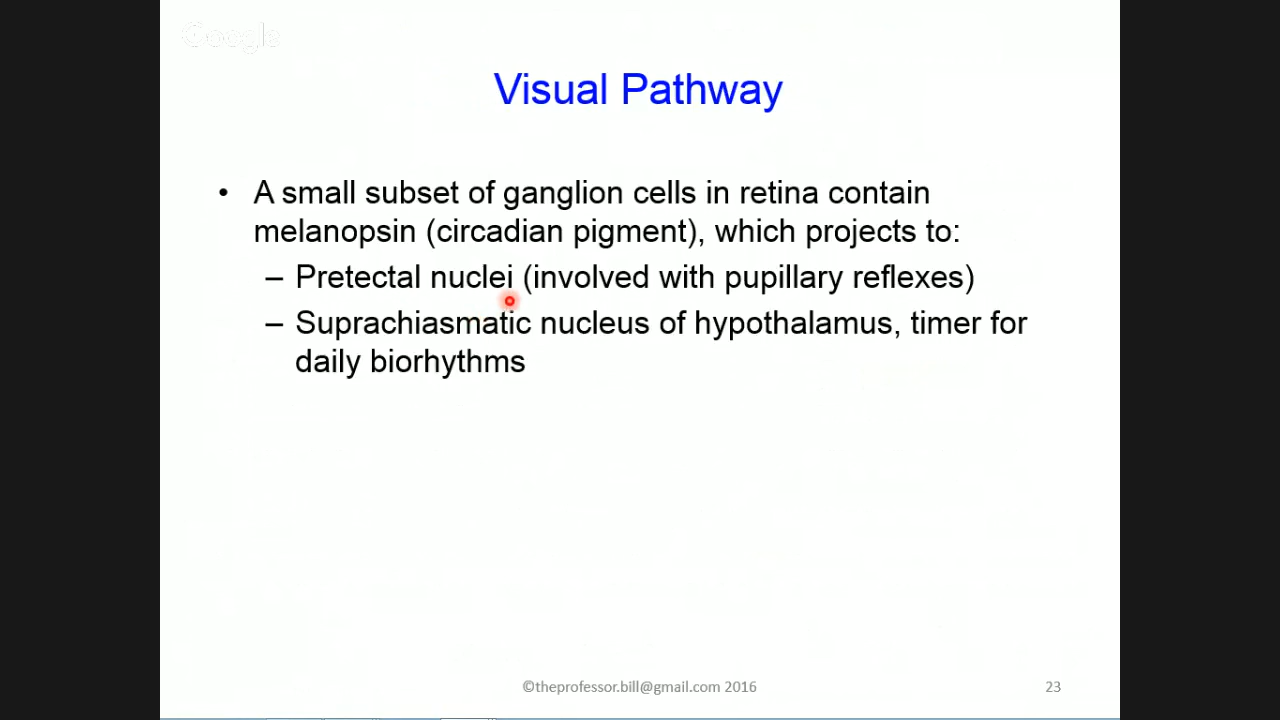 Google
Visual Pathway
• A small subset of ganglion cells in retina contain
melanopsin (circadian pigment), which projects to:
– Pretectal nuclei (involved with pupillary reflexes)
– Suprachiasmatic nucleus of hypothalamus, timer for
daily biorhythms
©theprofessor.bill@gmail.com 2016
23